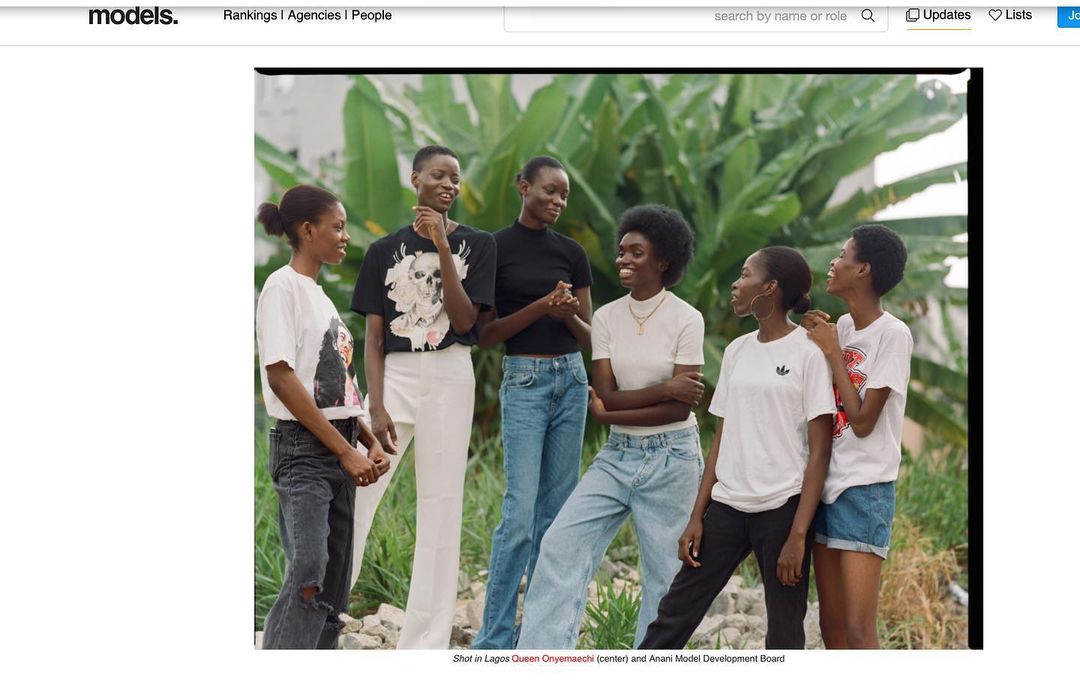 models.
Rankings | Agencies | People
search by name or role
Updates
Lists
Jo
Shot in Lagos Queen Onyemaechi (center) and Anani Model Development Board